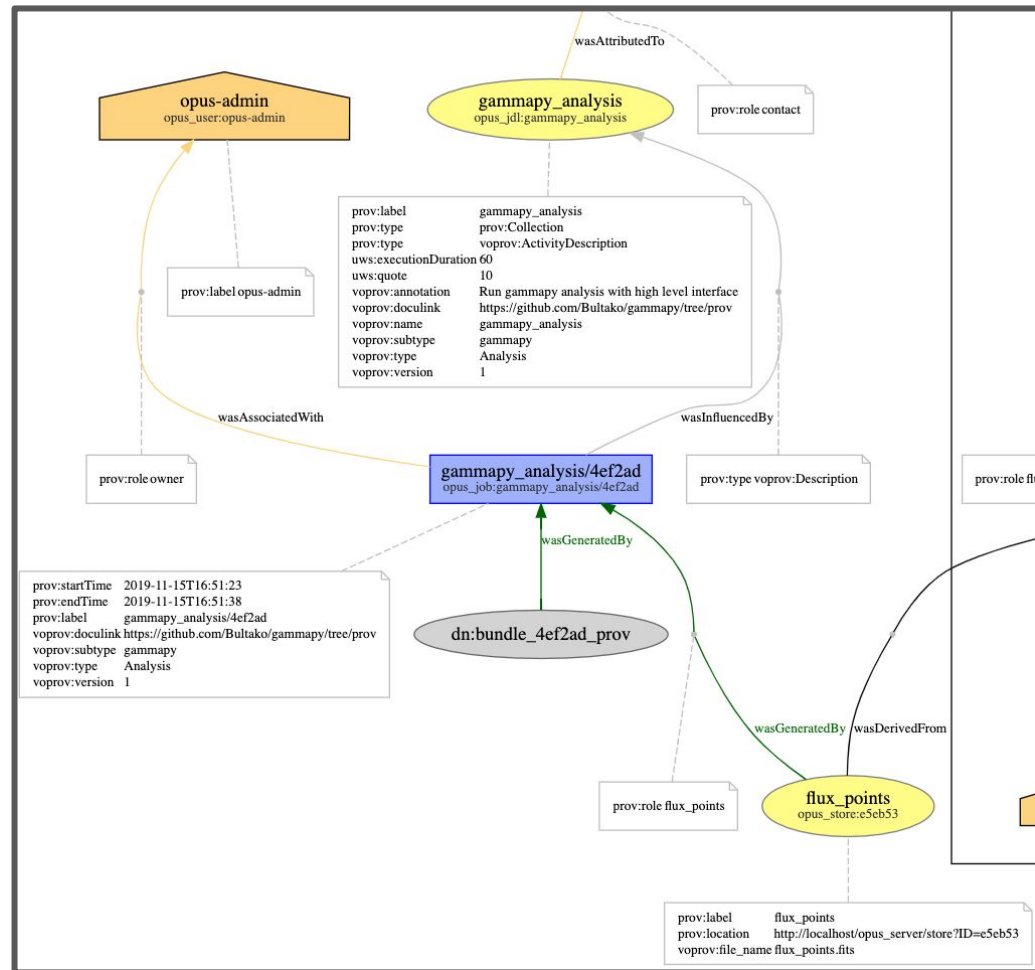 wasAttributedTo
opus-admin
opus_user:opus-admin
gammapy_analysis
opus_jdl:gammapy_analysis
prov:role contact
prov:label gammapy_analysis
prov:type prov:Collection
prov:type voprov:ActivityDescription
uws:executionDuration 60
uws:quote 10
voprov:annotation Run gammapy analysis with high level interface
voprov:doculink https://github.com/Bultako/gammapy/tree/prov
voprov:name gammapy_analysis
voprov:subtype gammapy
voprov:type Analysis
voprov:version 1
prov:label opus-admin
wasAssociatedWith
wasInfluencedBy
prov:role owner
gammapy_analysis/4ef2ad
opus_job:gammapy_analysis/4ef2ad
prov:type voprov:Description
prov:role flu
wasGeneratedBy
prov:startTime 2019-11-15T16:51:23
prov:endTime 2019-11-15T16:51:38
prov:label gammapy_analysis/4ef2ad
voprov:doculink https://github.com/Bultako/gammapy/tree/prov
voprov:subtype gammapy
voprov:type Analysis
voprov:version 1
dn:bundle_4ef2ad_prov
wasGeneratedBy
wasDerivedFrom
prov:role flux_points
flux_points
opus_store:e5eb53
prov:label flux_points
prov:location http://localhost/opus_server/store?ID=e5eb53
voprov:file_name flux_points.fits